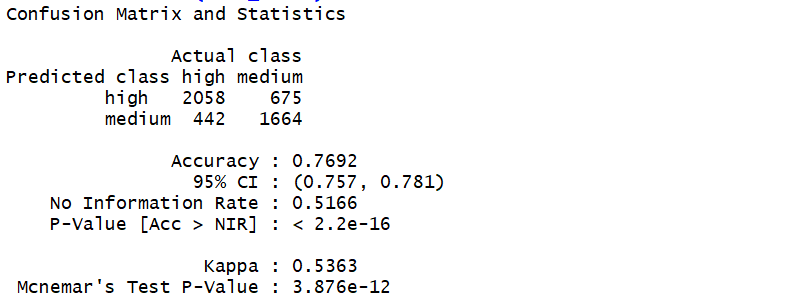 Confusion Matrix and Statistics
Actual class
Predicted class high medium
high 2058 675
medium 442 1664
Accuracy : 0.7692
95% CI : (0.757, 0.781)
No Information Rate : 0.5166
P-Value [Acc > NIR] : < 2.2e-16
Kappa : 0.5363
Mcnemar's Test P-Value : 3.876e-12